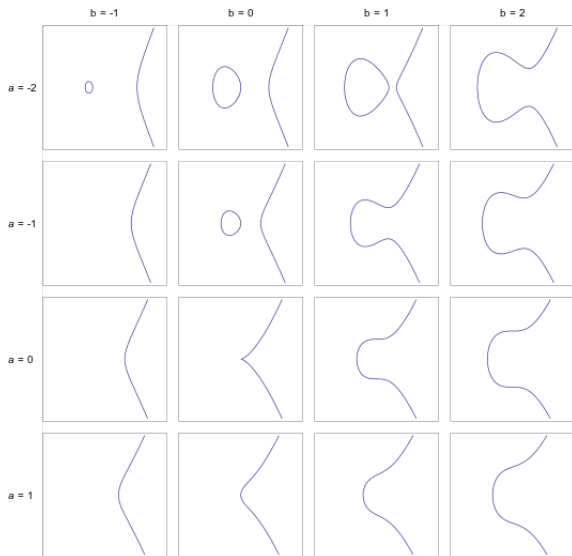 b = -1 b = 0 b = 1 b = 2
a = -2
a = -1
a = 0
a = 1